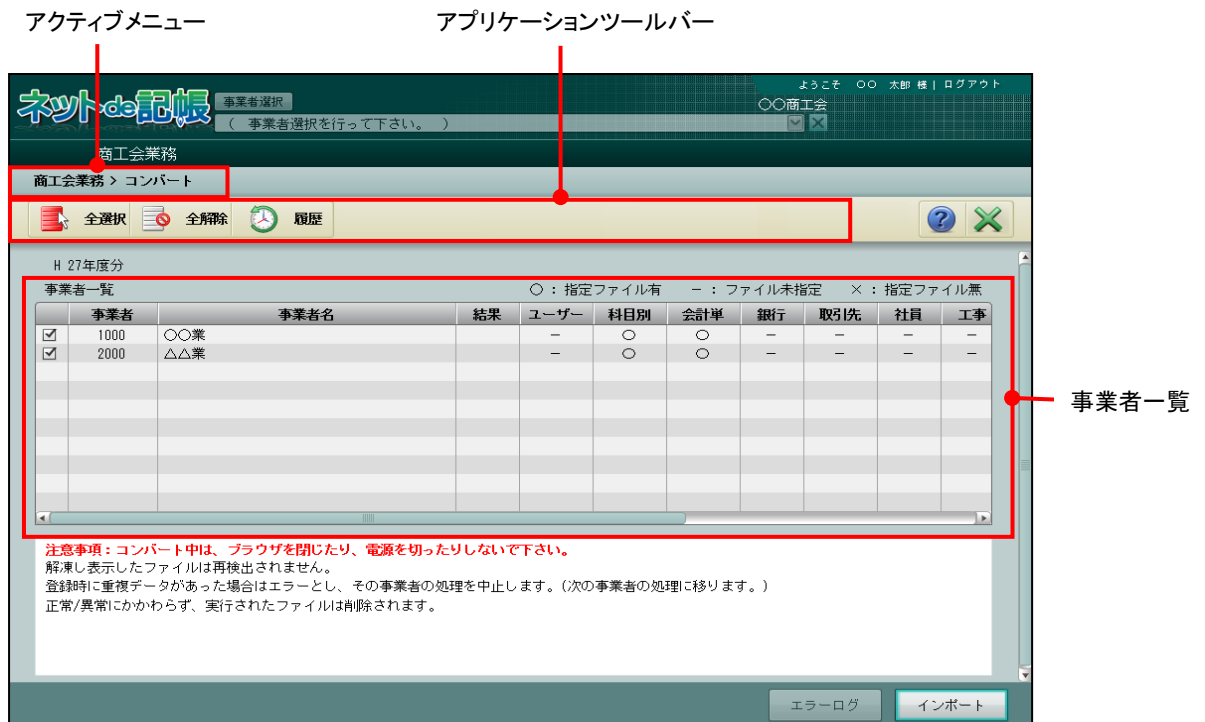 アクティブメニュー
アプリケーションツールバー
ようこそ ○○ 太郎 様 | ログアウト
ネットde記帳
事業者選択
○○商工会
( 事業者選択を行って下さい。 )
商工会業務
商工会業務 > コンバート
全選択 全解除 履歴
H 27年度分
事業者一覧 ○ : 指定ファイル有 － : ファイル未指定 × : 指定ファイル無
事業者 事業者名 結果 ユーザー 科目別 会計単 銀行 取引先 社員 工事
1000 ○○業 － ○ ○ － － － －
2000 △△業 － ○ ○ － － － －
事業者一覧
注意事項：コンバート中は、ブラウザを閉じたり、電源を切ったりしないで下さい。
解凍し表示したファイルは再検出されません。
登録時に重複データがあった場合はエラーとし、その事業者の処理を中止します。(次の事業者の処理に移ります。)
正常/異常にかかわらず、実行されたファイルは削除されます。
エラーログ インポート